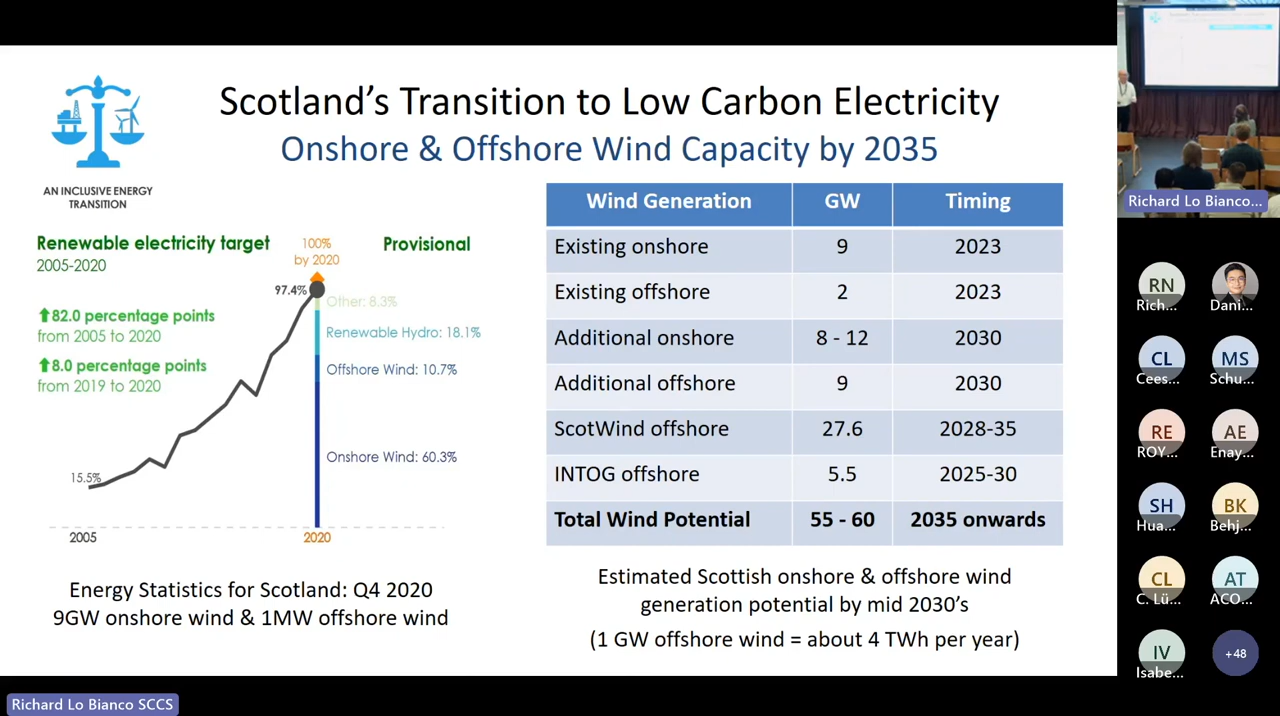 Scotland's Transition to Low Carbon Electricity
Onshore & Offshore Wind Capacity by 2035
AN INCLUSIVE ENERGY
TRANSITION
Renewable electricity target
2005-2020
100%
by 2020
Provisional
97.4%
Other: 8.3%
82.0 percentage points
from 2005 to 2020
Renewable Hydro: 18.1%
8.0 percentage points
from 2019 to 2020
Offshore Wind: 10.7%
Onshore Wind: 60.3%
15.5%
2005
2020
Energy Statistics for Scotland: Q4 2020
9GW onshore wind & 1MW offshore wind
Wind Generation GW Timing
Existing onshore 9 2023
Existing offshore 2 2023
Additional onshore 8 - 12 2030
Additional offshore 9 2030
ScotWind offshore 27.6 2028-35
INTOG offshore 5.5 2025-30
Total Wind Potential 55 - 60 2035 onwards
Estimated Scottish onshore & offshore wind
generation potential by mid 2030's
(1 GW offshore wind = about 4 TWh per year)
Richard Lo Bianco...
RN
Rich...
Dani...
CL
Cees...
MS
Schu...
RE
ROY...
AE
Enay...
SH
Hua...
BK
Behj...
CL
C. Lü...
AT
ACO...
IV
Isabe...
+48
Richard Lo Bianco SCCS